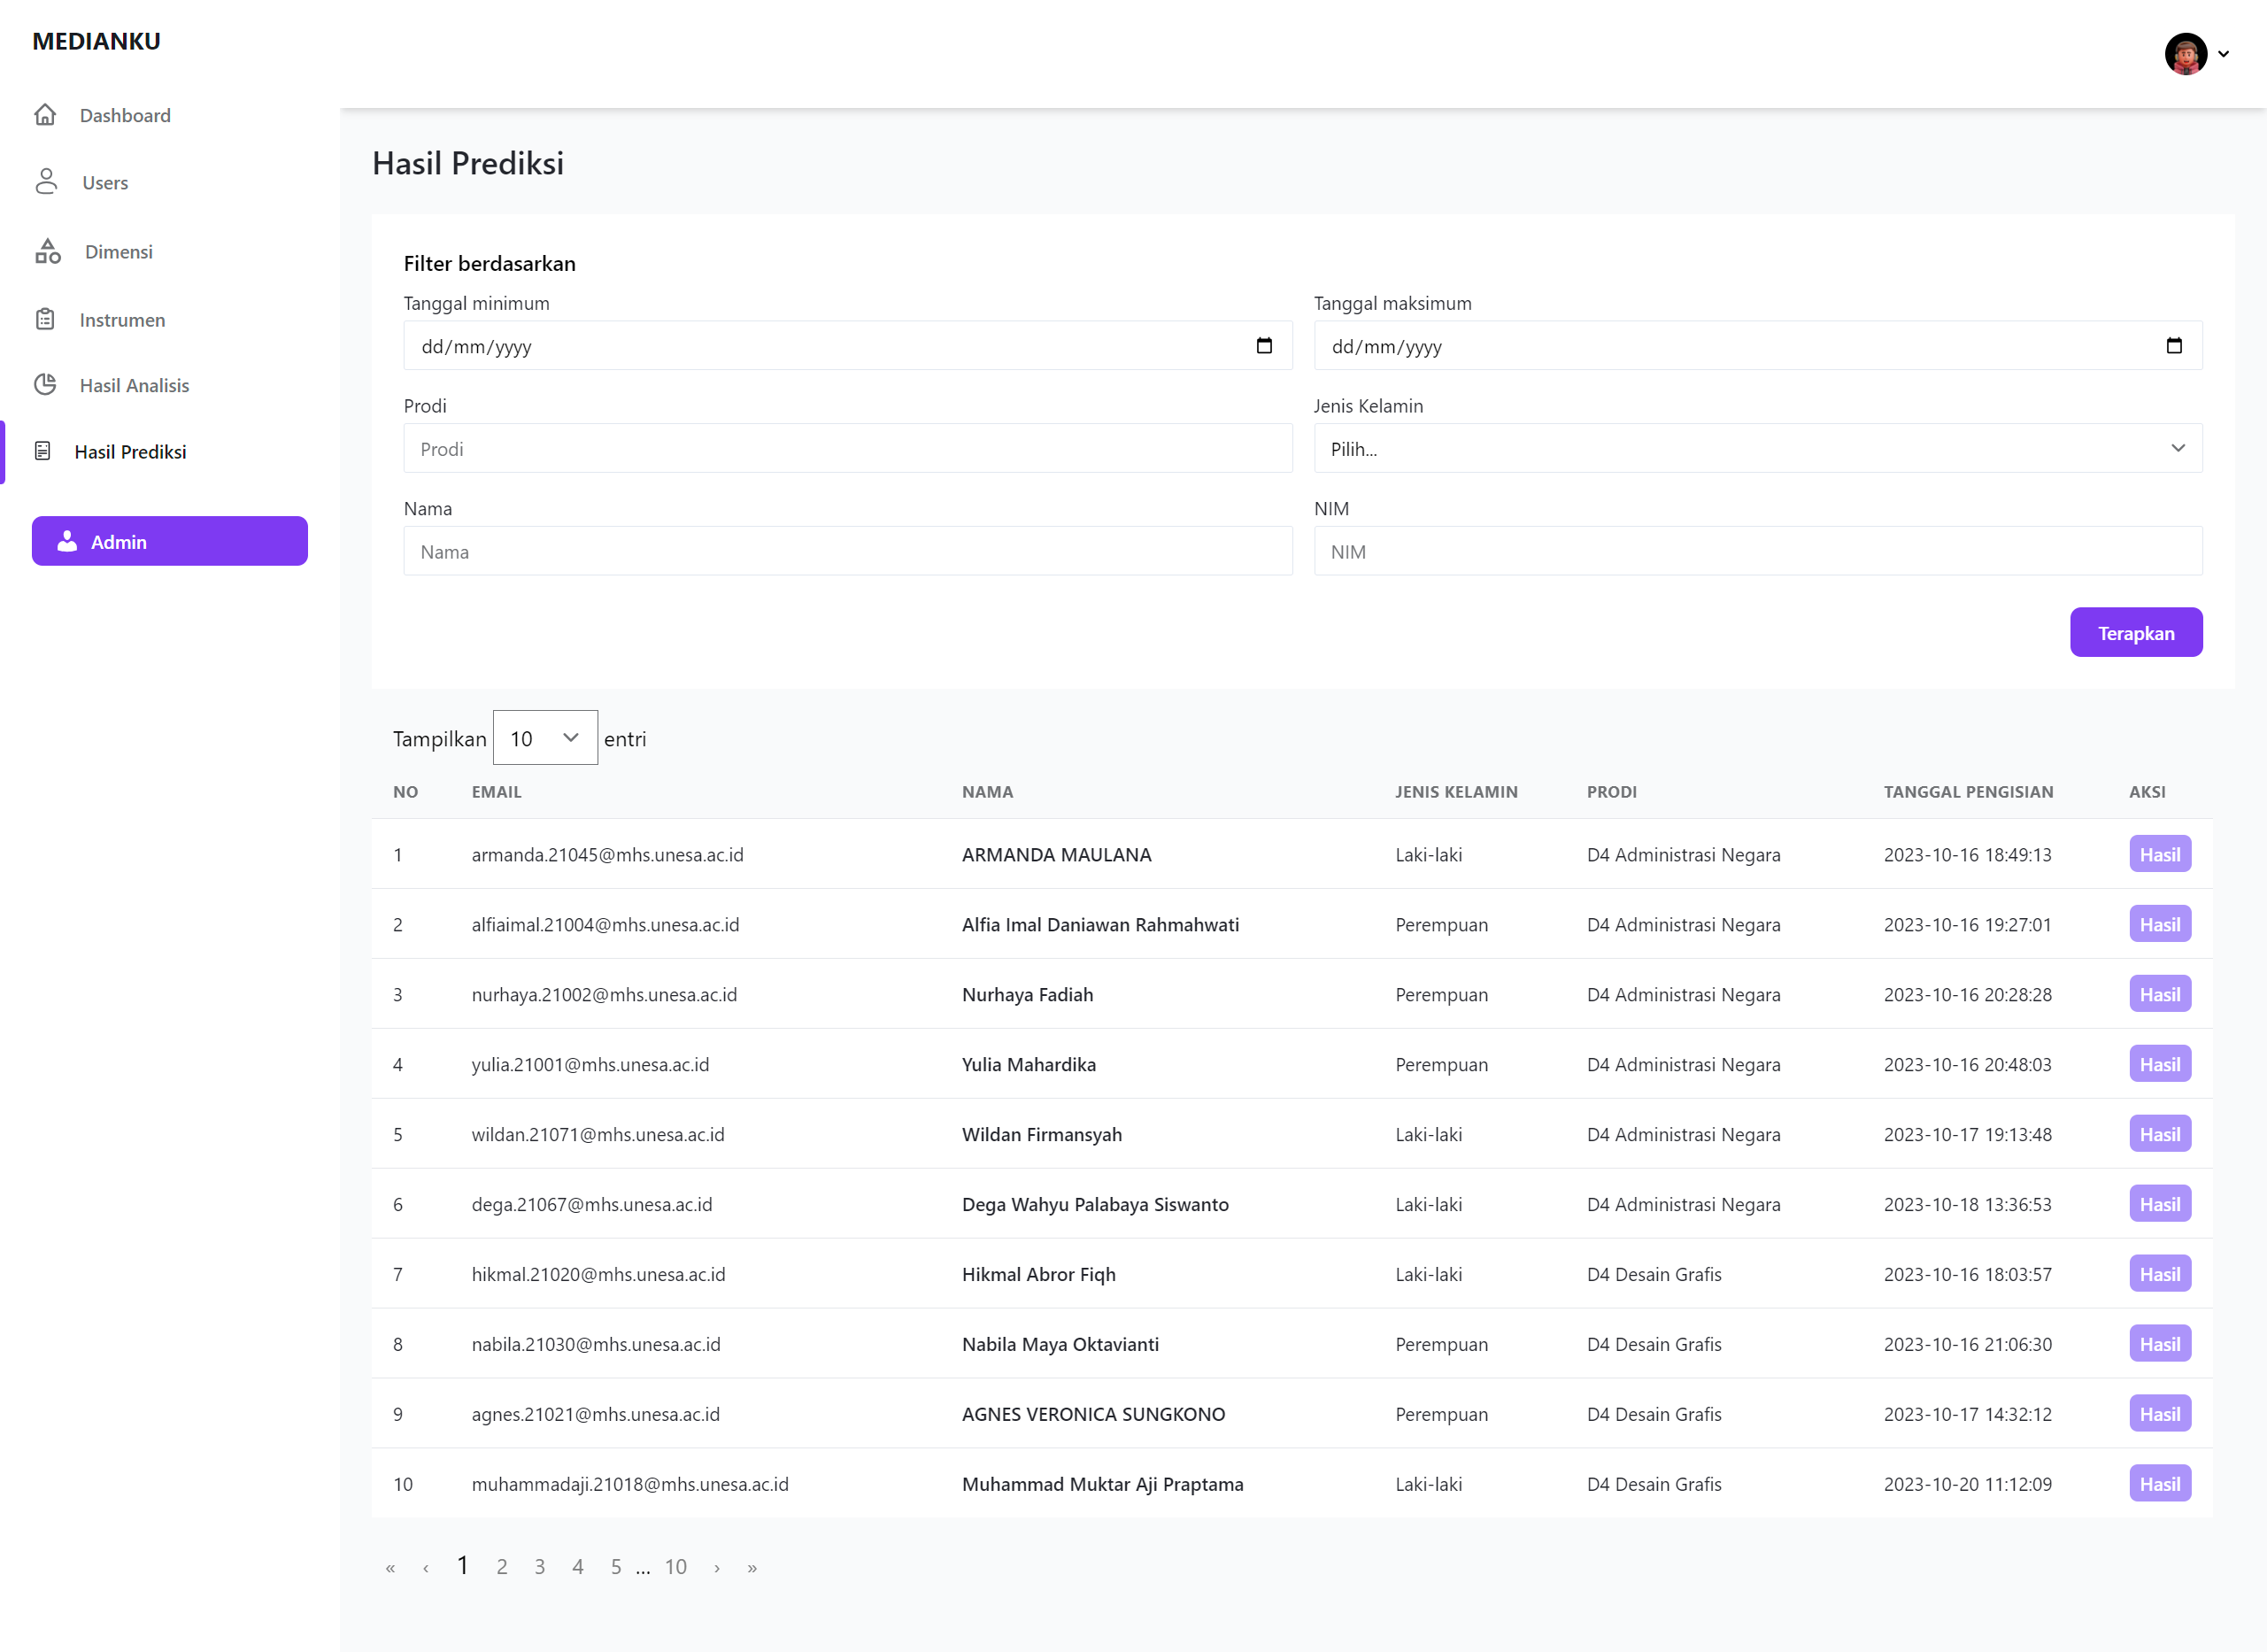 MEDIANKU
Dashboard
Users
Dimensi
Instrumen
Hasil Analisis
Hasil Prediksi
Admin
Hasil Prediksi
Filter berdasarkan
Tanggal minimum Tanggal maksimum
dd/mm/yyyy dd/mm/yyyy
Prodi Jenis Kelamin
Prodi Pilih...
Nama NIM
Nama NIM
Terapkan
Tampilkan 10 entri
NO EMAIL NAMA JENIS KELAMIN PRODI TANGGAL PENGISIAN AKSI
1 armanda.21045@mhs.unesa.ac.id ARMANDA MAULANA Laki-laki D4 Administrasi Negara 2023-10-16 18:49:13 Hasil
2 alfiaimal.21004@mhs.unesa.ac.id Alfia Imal Daniawan Rahmahwati Perempuan D4 Administrasi Negara 2023-10-16 19:27:01 Hasil
3 nurhaya.21002@mhs.unesa.ac.id Nurhaya Fadiah Perempuan D4 Administrasi Negara 2023-10-16 20:28:28 Hasil
4 yulia.21001@mhs.unesa.ac.id Yulia Mahardika Perempuan D4 Administrasi Negara 2023-10-16 20:48:03 Hasil
5 wildan.21071@mhs.unesa.ac.id Wildan Firmansyah Laki-laki D4 Administrasi Negara 2023-10-17 19:13:48 Hasil
6 dega.21067@mhs.unesa.ac.id Dega Wahyu Palabaya Siswanto Laki-laki D4 Administrasi Negara 2023-10-18 13:36:53 Hasil
7 hikmal.21020@mhs.unesa.ac.id Hikmal Abror Fiqh Laki-laki D4 Desain Grafis 2023-10-16 18:03:57 Hasil
8 nabila.21030@mhs.unesa.ac.id Nabila Maya Oktavianti Perempuan D4 Desain Grafis 2023-10-16 21:06:30 Hasil
9 agnes.21021@mhs.unesa.ac.id AGNES VERONICA SUNGKONO Perempuan D4 Desain Grafis 2023-10-17 14:32:12 Hasil
10 muhammadaji.21018@mhs.unesa.ac.id Muhammad Muktar Aji Praptama Laki-laki D4 Desain Grafis 2023-10-20 11:12:09 Hasil
« ‹ 1 2 3 4 5 ... 10 › »